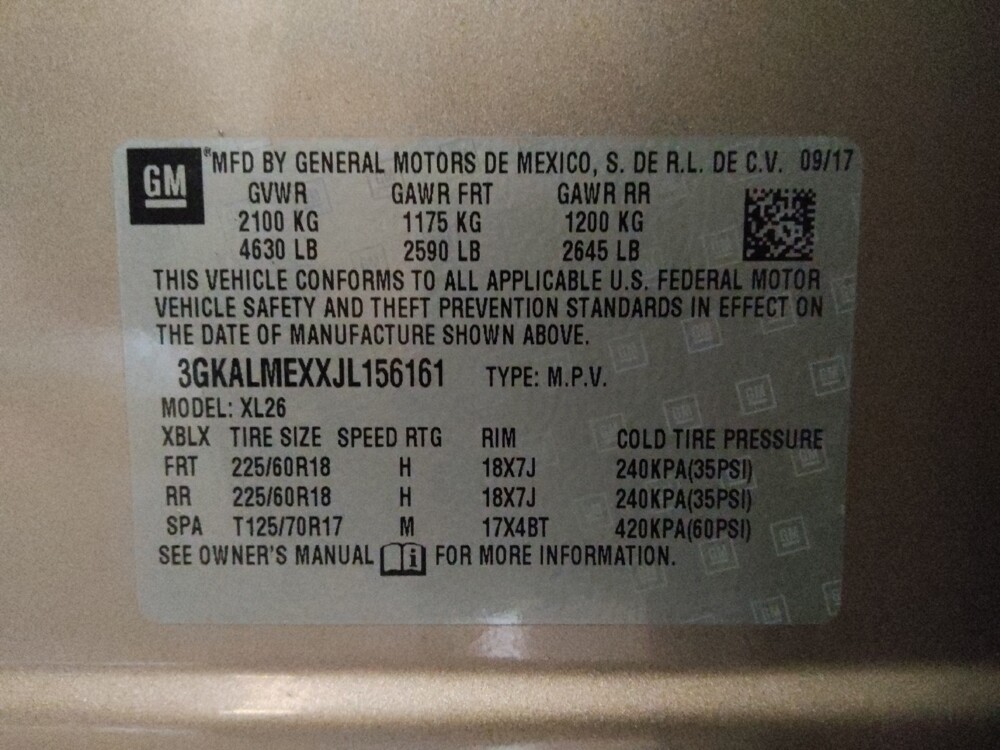 GM
®MFD BY GENERAL MOTORS DE MEXICO, S. DE R.L. DE C.V. 09/17
GVWR GAWR FRT GAWR RR
2100 KG 1175 KG 1200 KG
4630 LB 2590 LB 2645 LB
THIS VEHICLE CONFORMS TO ALL APPLICABLE U.S. FEDERAL MOTOR
VEHICLE SAFETY AND THEFT PREVENTION STANDARDS IN EFFECT ON
THE DATE OF MANUFACTURE SHOWN ABOVE.
3GKALMEXXJL156161 TYPE: M.P.V.
MODEL: XL26
XBLX TIRE SIZE SPEED RTG RIM COLD TIRE PRESSURE
FRT 225/60R18 H 18X7J 240KPA(35PSI)
RR 225/60R18 H 18X7J 240KPA(35PSI)
SPA T125/70R17 M 17X4BT 420KPA(60PSI)
SEE OWNER'S MANUAL i FOR MORE INFORMATION.